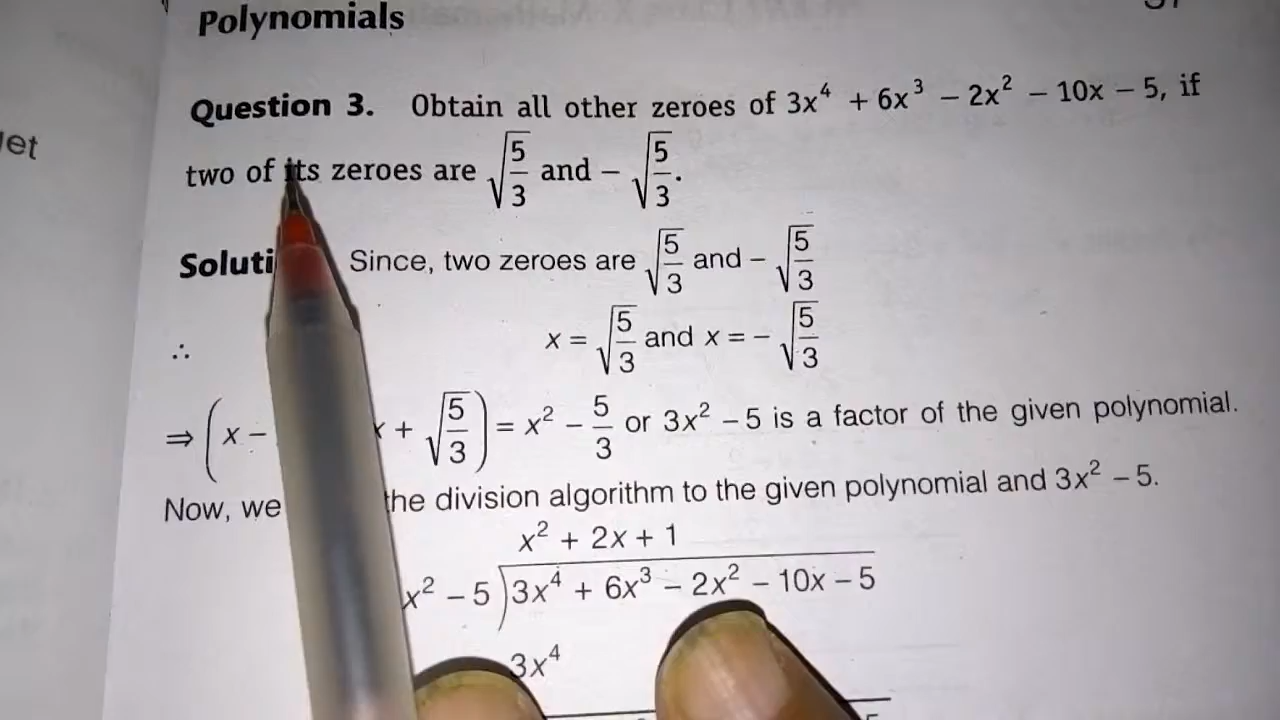 Polynomials
Question 3. Obtain all other zeroes of 3x⁴ + 6x³ − 2x² − 10x − 5, if
two of its zeroes are √(5/3) and − √(5/3).
Since, two zeroes are √(5/3) and − √(5/3)
∴ x = √(5/3) and x = − √(5/3)
⇒ (x − x + √(5/3)) = x² − 5/3 or 3x² − 5 is a factor of the given polynomial.
Now, we the division algorithm to the given polynomial and 3x² − 5.
x² + 2x + 1
x² − 5 ) 3x⁴ + 6x³ − 2x² − 10x − 5
3x⁴